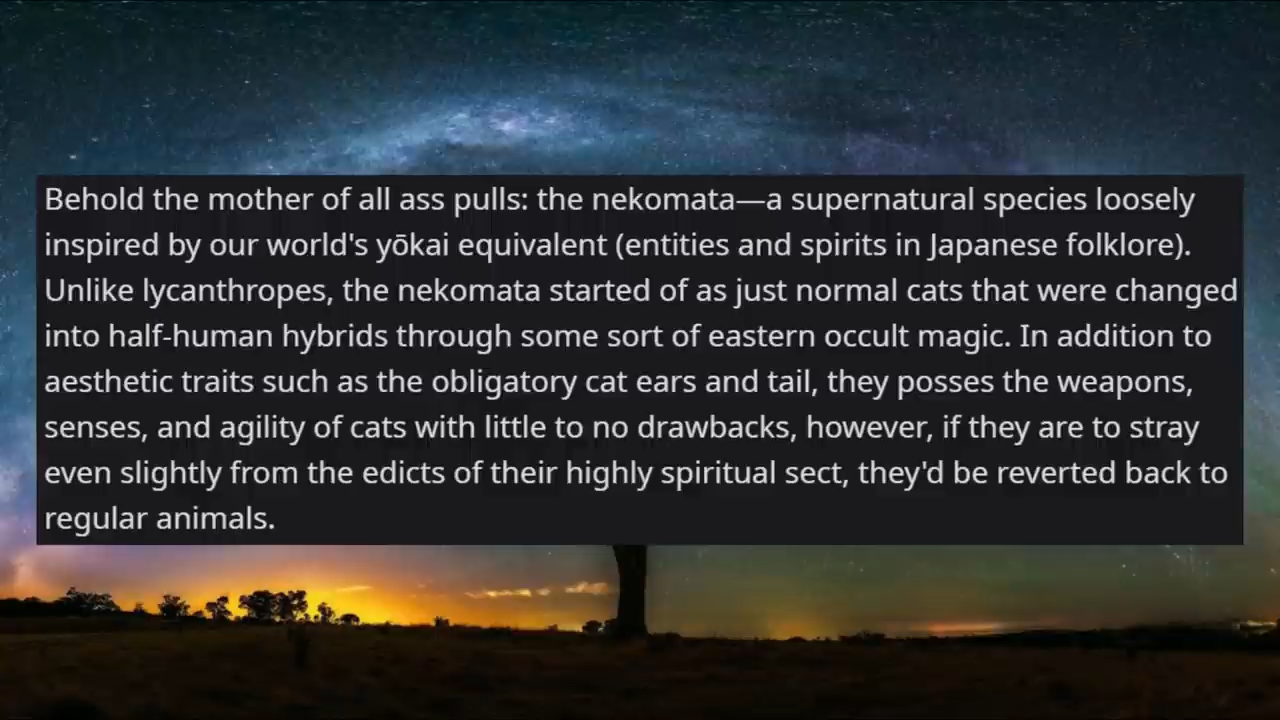 Behold the mother of all ass pulls: the nekomata—a supernatural species loosely
inspired by our world's yōkai equivalent (entities and spirits in Japanese folklore).
Unlike lycanthropes, the nekomata started of as just normal cats that were changed
into half-human hybrids through some sort of eastern occult magic. In addition to
aesthetic traits such as the obligatory cat ears and tail, they posses the weapons,
senses, and agility of cats with little to no drawbacks, however, if they are to stray
even slightly from the edicts of their highly spiritual sect, they'd be reverted back to
regular animals.